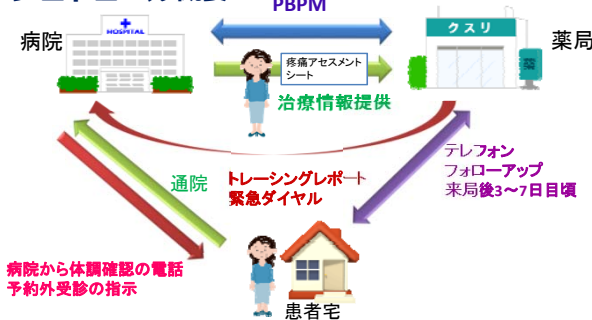 PBPM
病院
HOSPITAL
クスリ
薬局
疼痛アセスメント
シート
治療情報提供
通院
トレーシングレポート
緊急ダイヤル
テレフォン
フォローアップ
来局後3〜7日目頃
病院から体調確認の電話
予約外受診の指示
患者宅